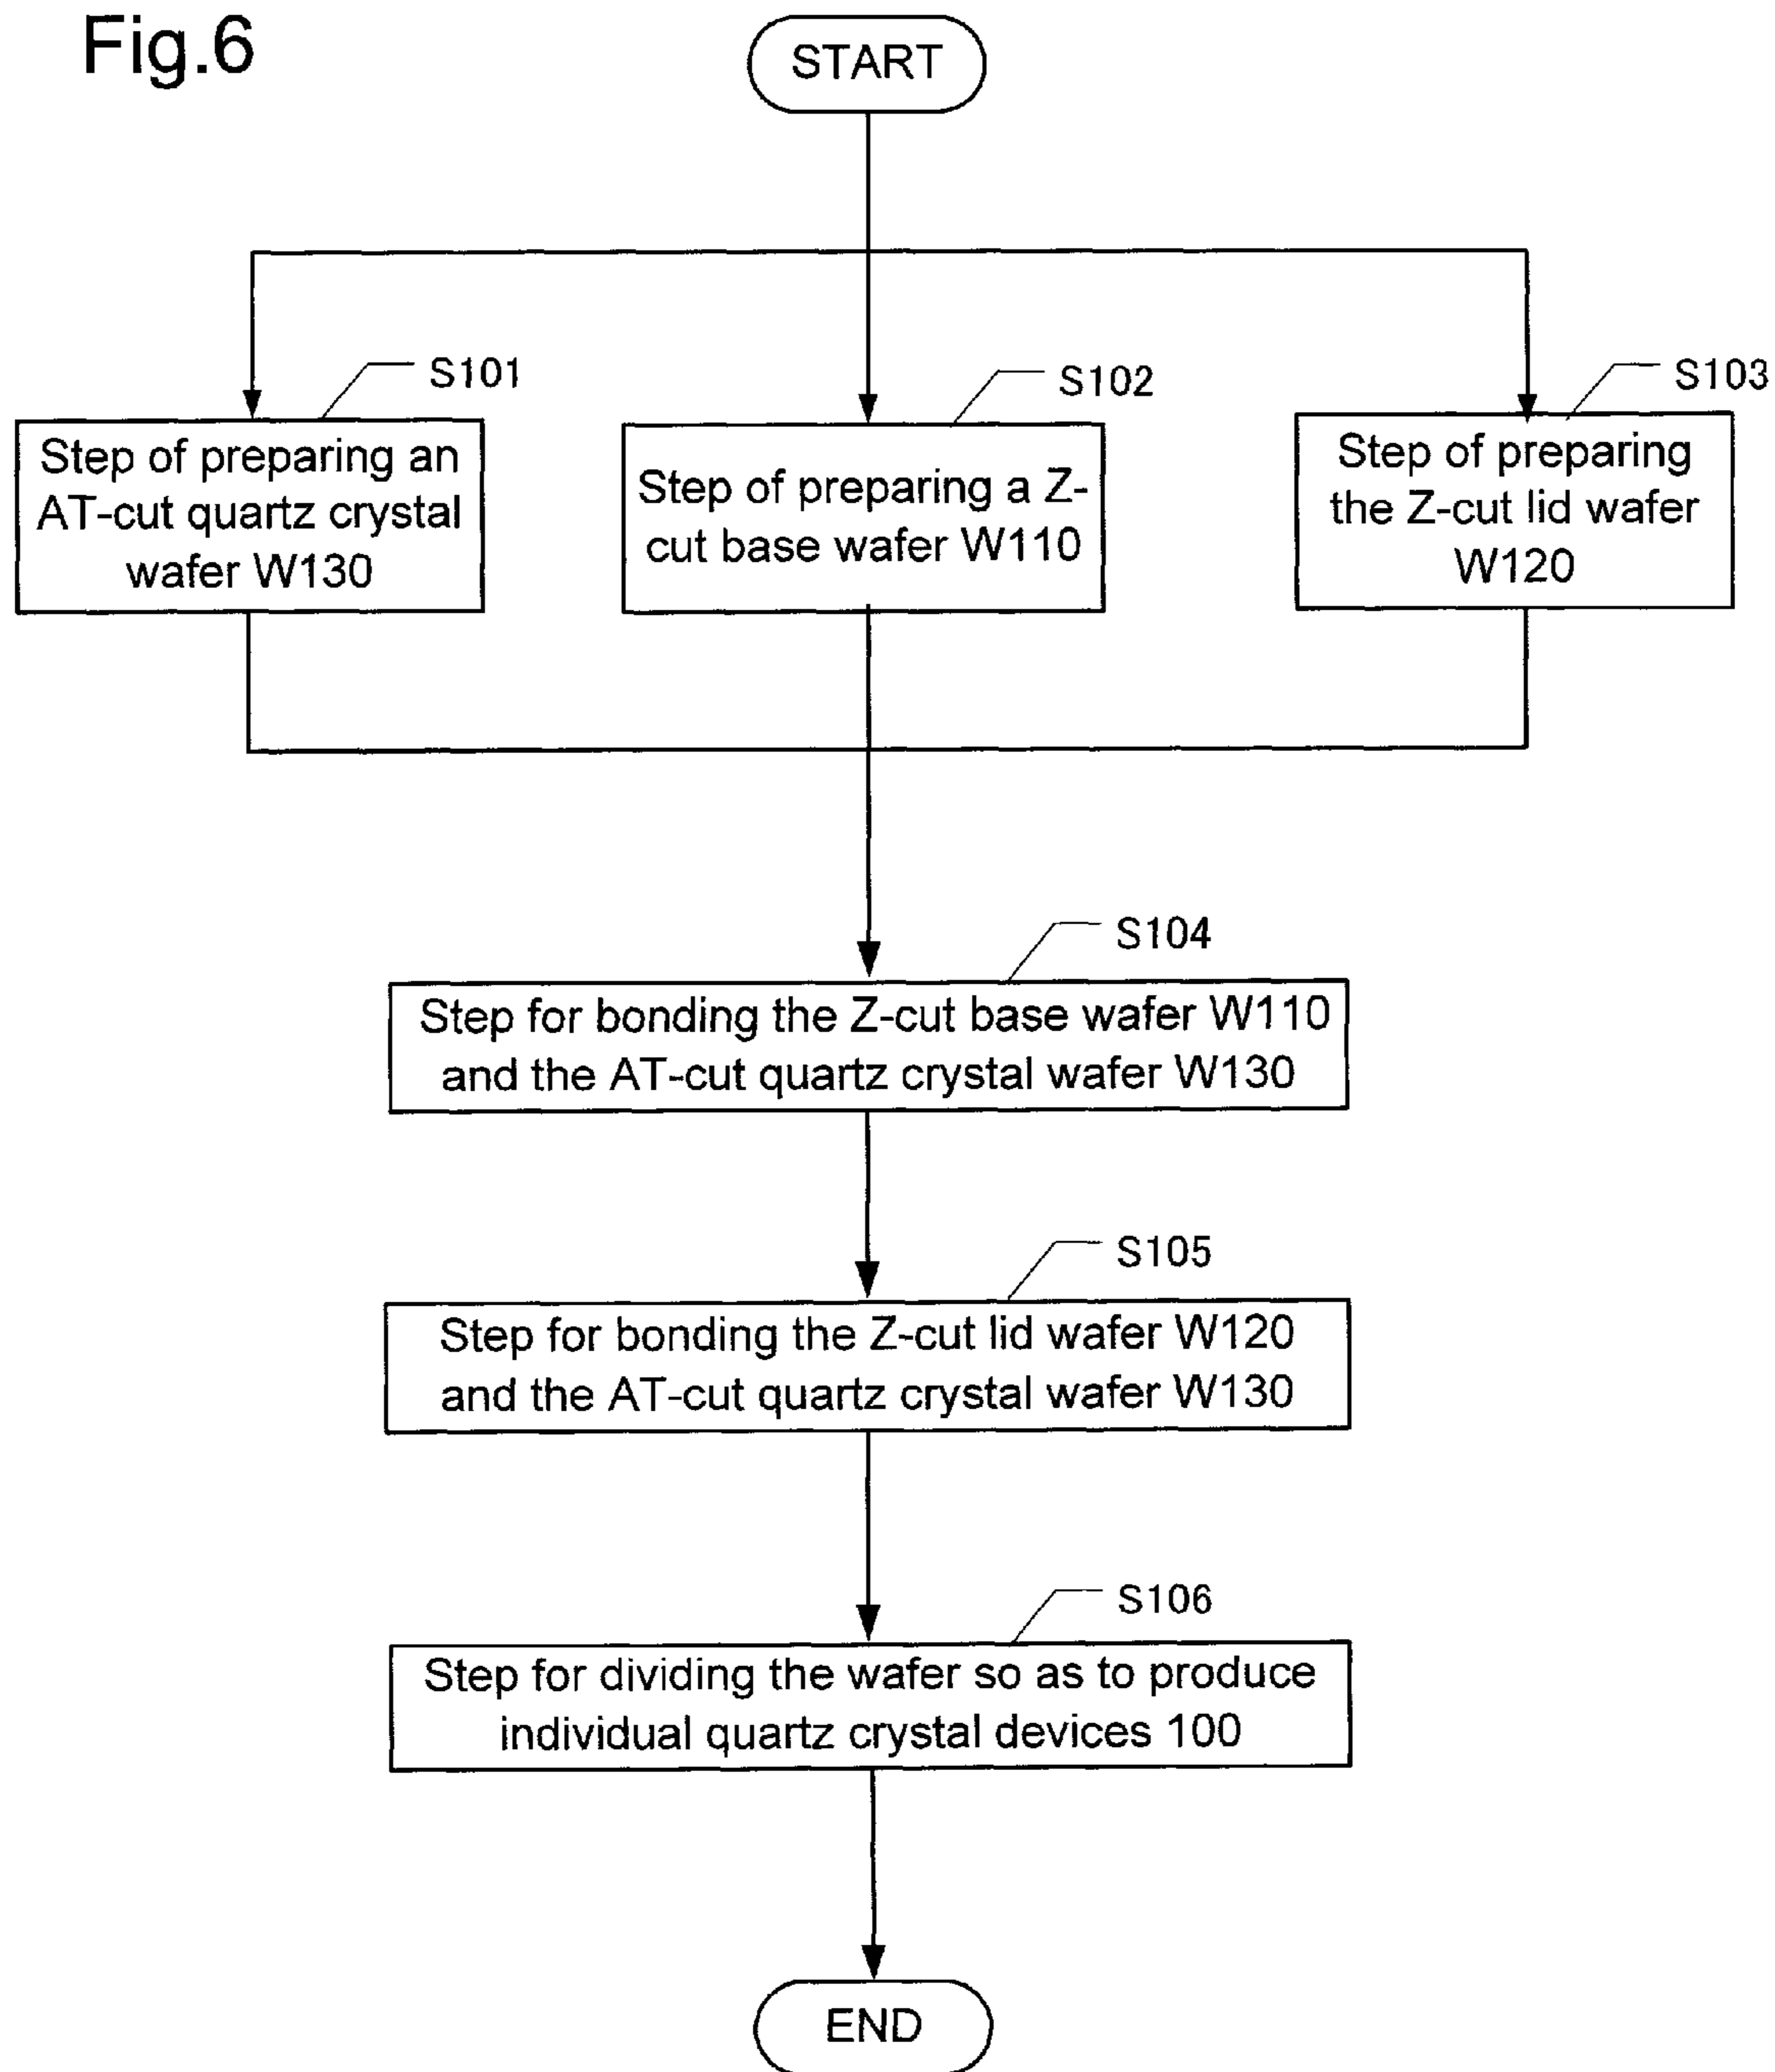 Fig.6
START
S101
Step of preparing an
AT-cut quartz crystal
wafer W130
S102
Step of preparing a Z-
cut base wafer W110
S103
Step of preparing
the Z-cut lid wafer
W120
S104
Step for bonding the Z-cut base wafer W110
and the AT-cut quartz crystal wafer W130
S105
Step for bonding the Z-cut lid wafer W120
and the AT-cut quartz crystal wafer W130
S106
Step for dividing the wafer so as to produce
individual quartz crystal devices 100
END